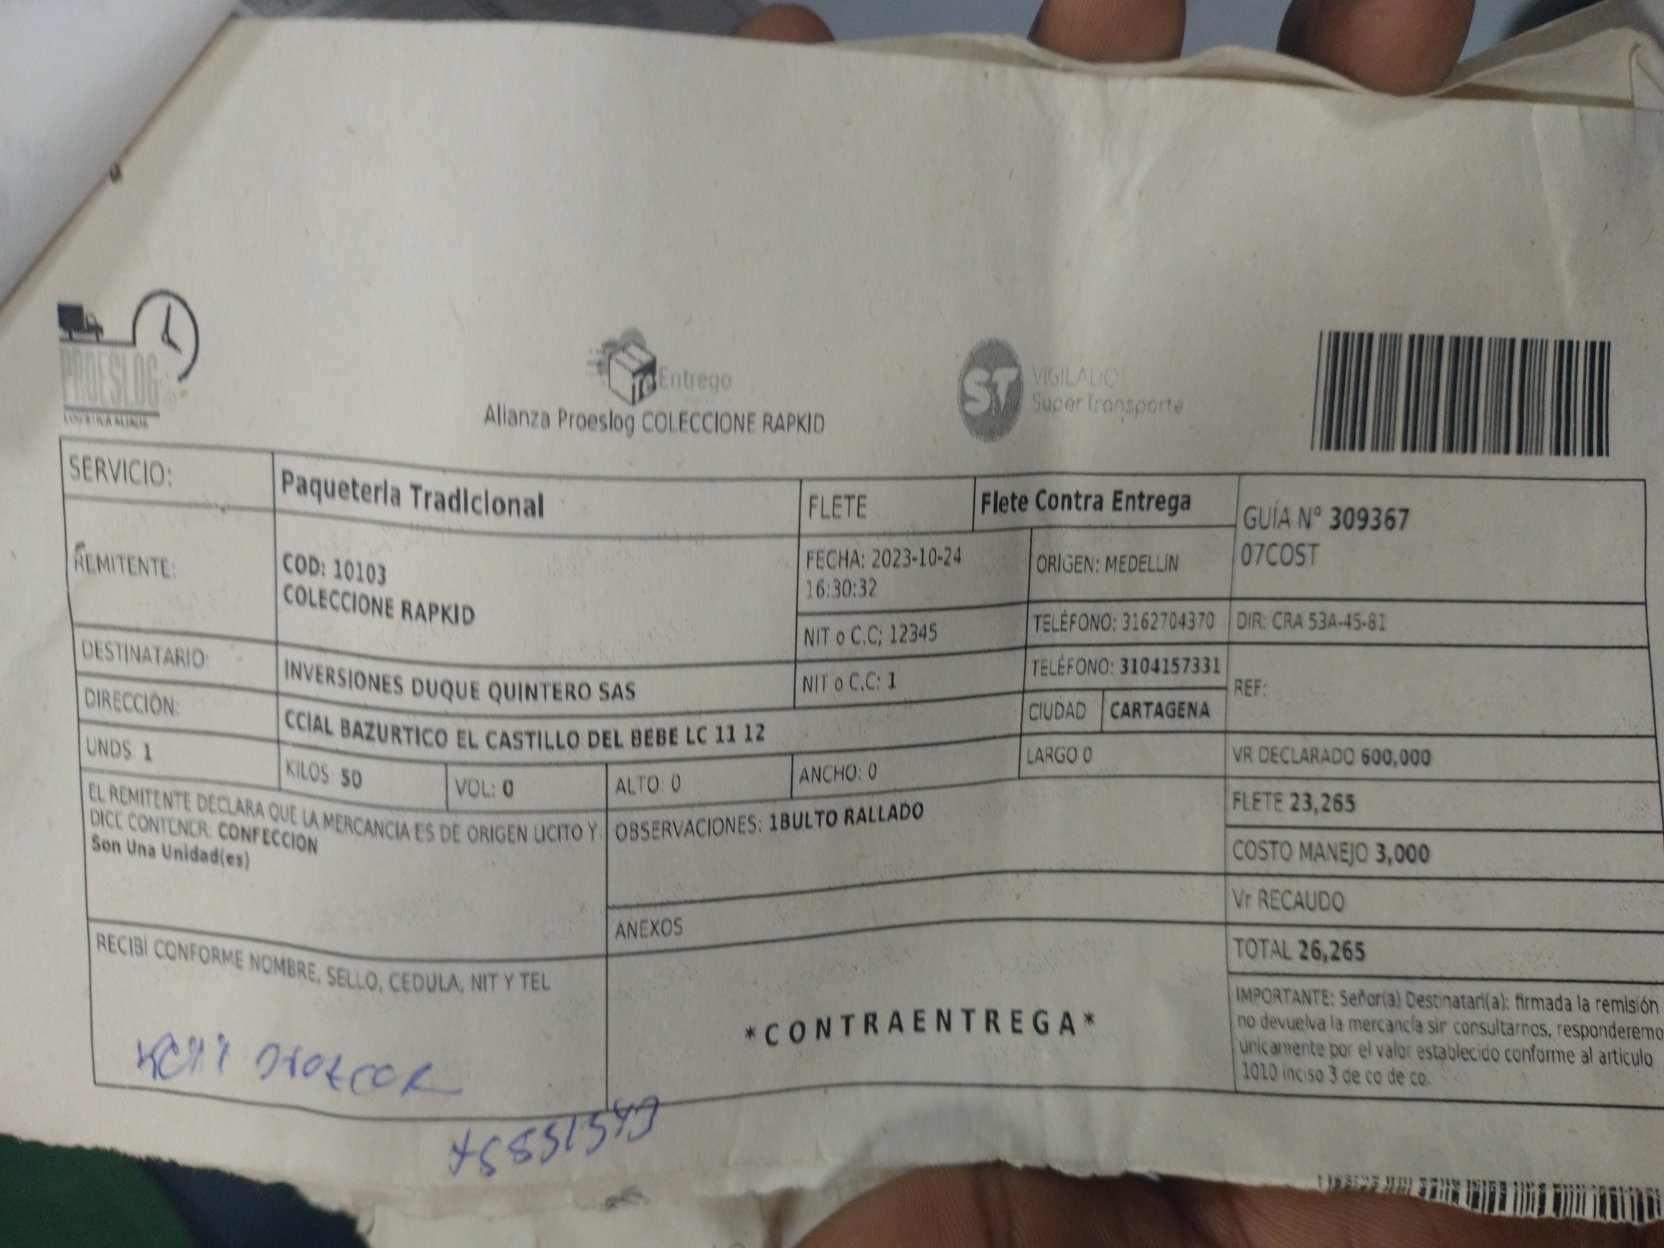 PROESLOG
Entrego
Alianza Proeslog COLECCIONE RAPKID
ST VIGILADO
SuperTransporte
SERVICIO: Paqueteria Tradicional FLETE Flete Contra Entrega
GUÍA N° 309367
07COST
REMITENTE: COD: 10103
COLECCIONE RAPKID
FECHA: 2023-10-24
16:30:32
ORIGEN: MEDELLIN
NIT o C.C; 12345 TELÉFONO: 3162704370 DIR: CRA 53A-45-81
DESTINATARIO: INVERSIONES DUQUE QUINTERO SAS NIT o C.C: 1 TELÉFONO: 3104157331 REF:
DIRECCIÓN: CCIAL BAZURTICO EL CASTILLO DEL BEBE LC 11 12 CIUDAD CARTAGENA
UNDS: 1 KILOS: 50 VOL: 0 ALTO: 0 ANCHO: 0 LARGO 0 VR DECLARADO 600,000
EL REMITENTE DECLARA QUE LA MERCANCIA ES DE ORIGEN LICITO Y
DICE CONTENER: CONFECCION
Son Una Unidad(es)
OBSERVACIONES: 1BULTO RALLADO
FLETE 23,265
COSTO MANEJO 3,000
Vr RECAUDO
ANEXOS
TOTAL 26,265
RECIBÍ CONFORME NOMBRE, SELLO, CEDULA, NIT Y TEL
*CONTRAENTREGA*
IMPORTANTE: Señor(a) Destinatari(a): firmada la remisión
no devuelva la mercancía sin consultarnos, responderemo
únicamente por el valor establecido conforme al artículo
1010 inciso 3 de co de co.